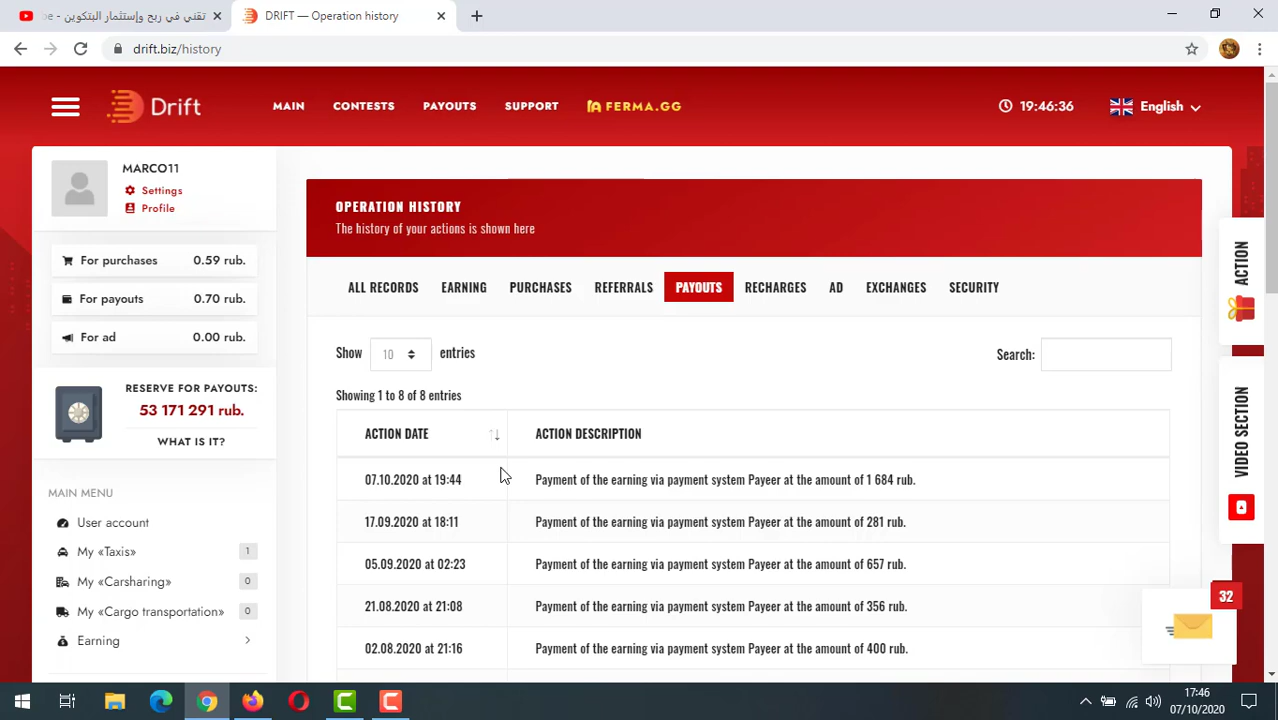 be - تقني في ربح وإستثمار البتكوين
DRIFT — Operation history
drift.biz/history
Drift
MAIN
CONTESTS
PAYOUTS
SUPPORT
FERMA.GG
19:46:36
English
MARCO11
Settings
Profile
For purchases 0.59 rub.
For payouts 0.70 rub.
For ad 0.00 rub.
RESERVE FOR PAYOUTS:
53 171 291 rub.
WHAT IS IT?
MAIN MENU
User account
My «Taxis» 1
My «Carsharing» 0
My «Cargo transportation» 0
Earning
OPERATION HISTORY
The history of your actions is shown here
ALL RECORDS EARNING PURCHASES REFERRALS PAYOUTS RECHARGES AD EXCHANGES SECURITY
Show 10 entries
Search:
Showing 1 to 8 of 8 entries
ACTION DATE ACTION DESCRIPTION
07.10.2020 at 19:44 Payment of the earning via payment system Payeer at the amount of 1 684 rub.
17.09.2020 at 18:11 Payment of the earning via payment system Payeer at the amount of 281 rub.
05.09.2020 at 02:23 Payment of the earning via payment system Payeer at the amount of 657 rub.
21.08.2020 at 21:08 Payment of the earning via payment system Payeer at the amount of 356 rub.
02.08.2020 at 21:16 Payment of the earning via payment system Payeer at the amount of 400 rub.
ACTION
VIDEO SECTION
32
17:46
07/10/2020